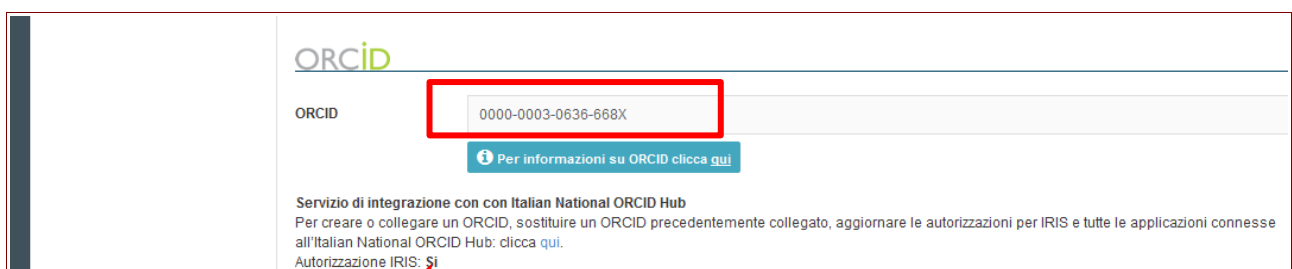 ORCiD
ORCID
0000-0003-0636-668X
Per informazioni su ORCID clicca qui
Servizio di integrazione con con Italian National ORCID Hub
Per creare o collegare un ORCID, sostituire un ORCID precedentemente collegato, aggiornare le autorizzazioni per IRIS e tutte le applicazioni connesse
all'Italian National ORCID Hub: clicca qui.
Autorizzazione IRIS: Si